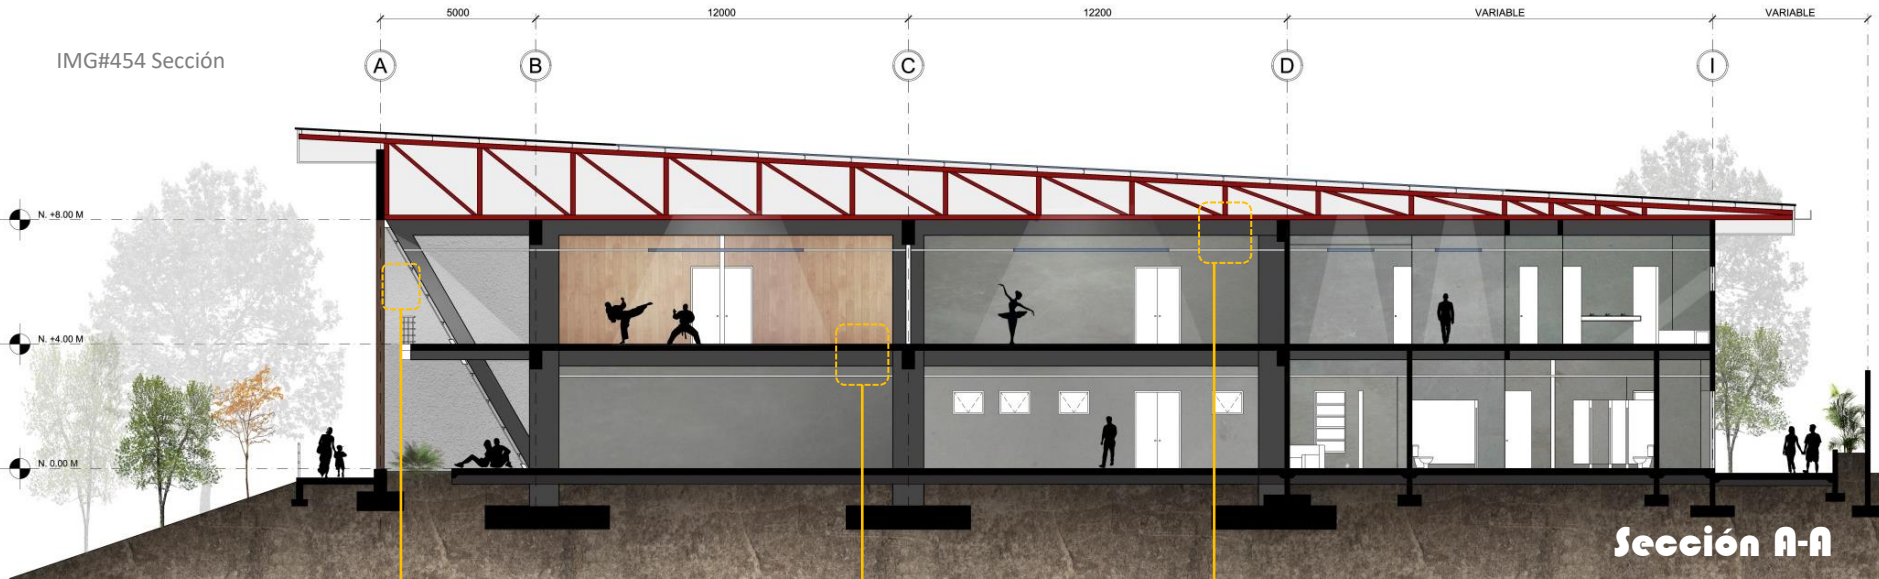 5000 12000 12200 VARIABLE VARIABLE
IMG#454 Sección
A B C D I
N. +8.00 M
N. +4.00 M
N. 0.00 M
Sección A-A